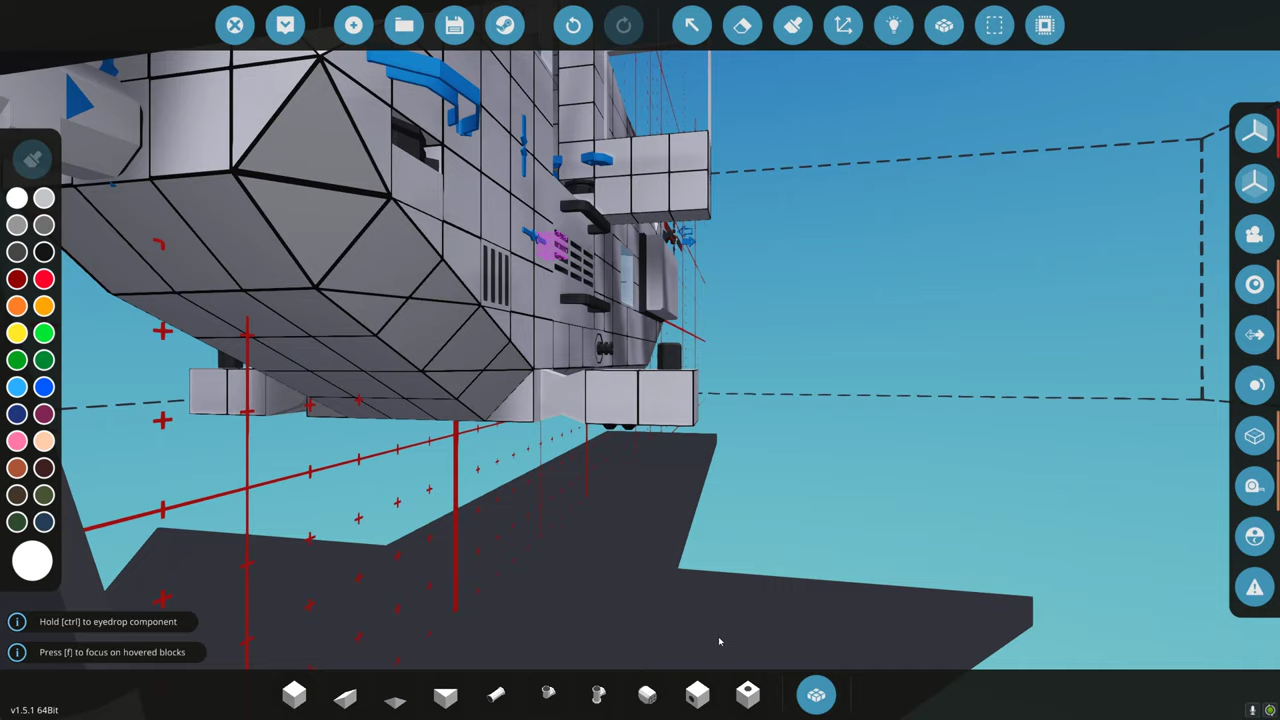 Hold [ctrl] to eyedrop component
Press [f] to focus on hovered blocks
v1.5.1 64Bit